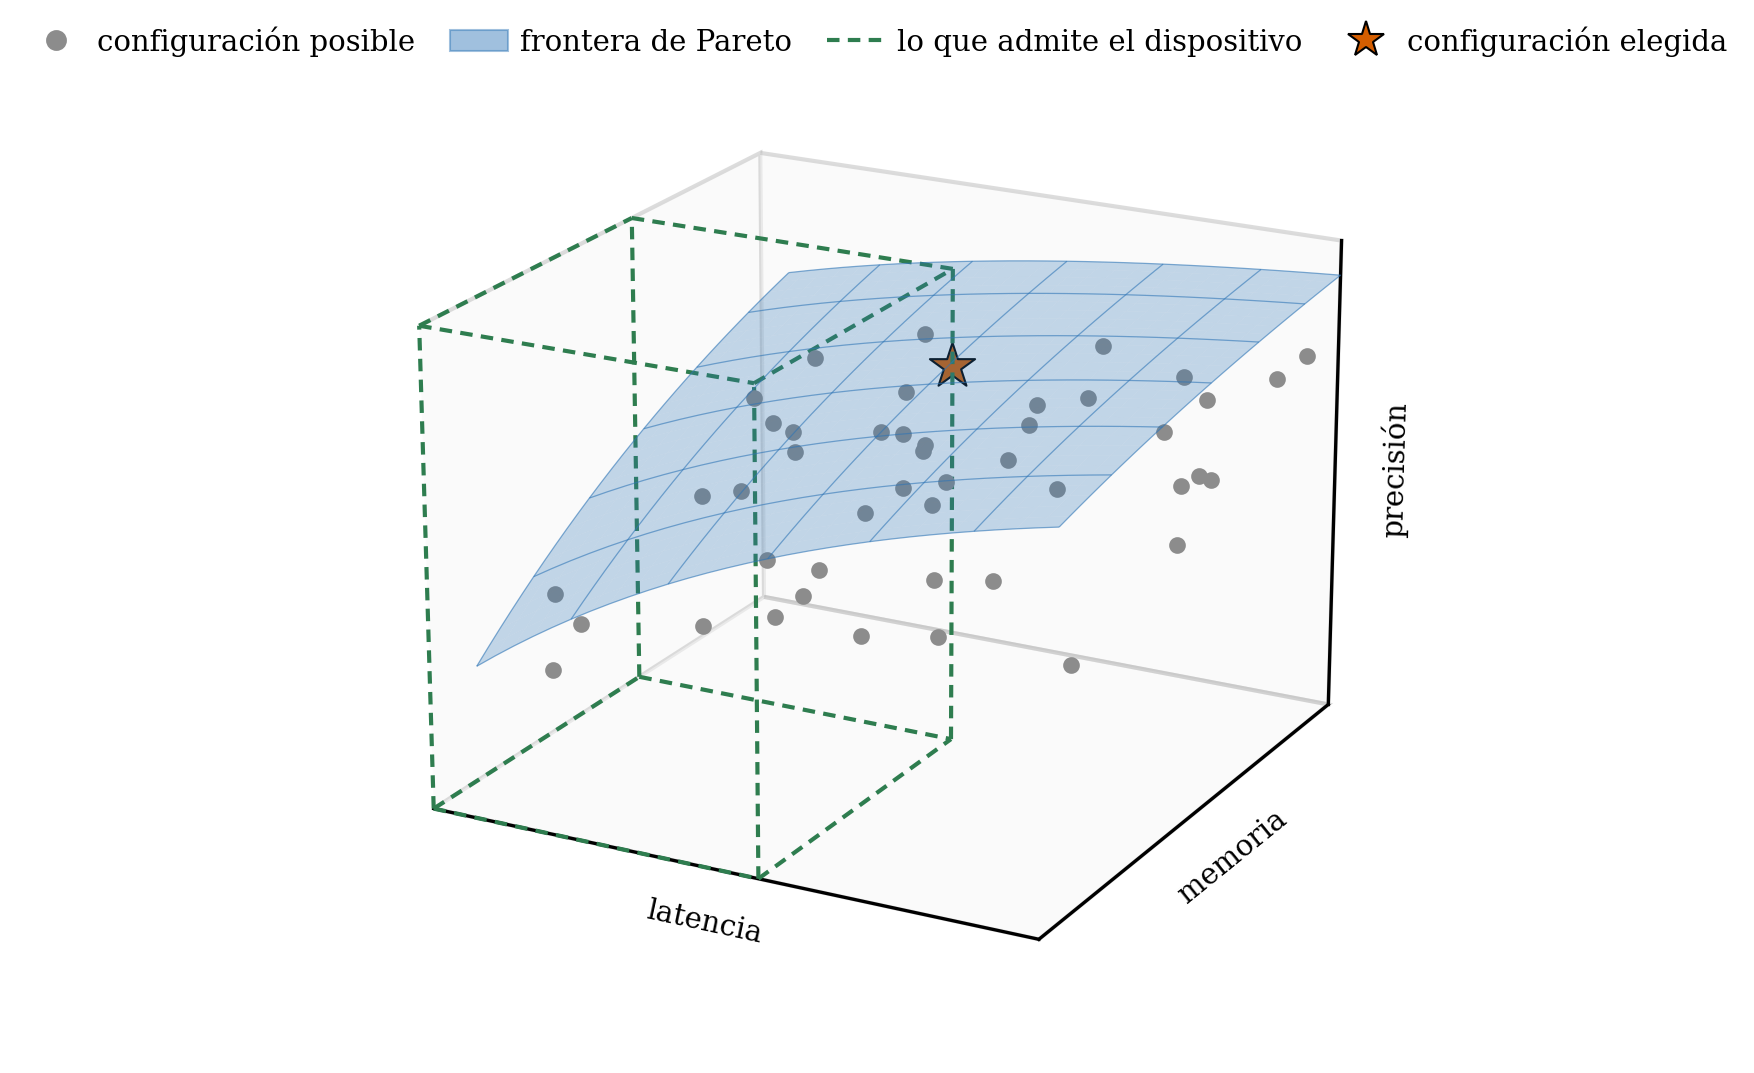 configuración posible
frontera de Pareto
lo que admite el dispositivo
configuración elegida
precisión
memoria
latencia